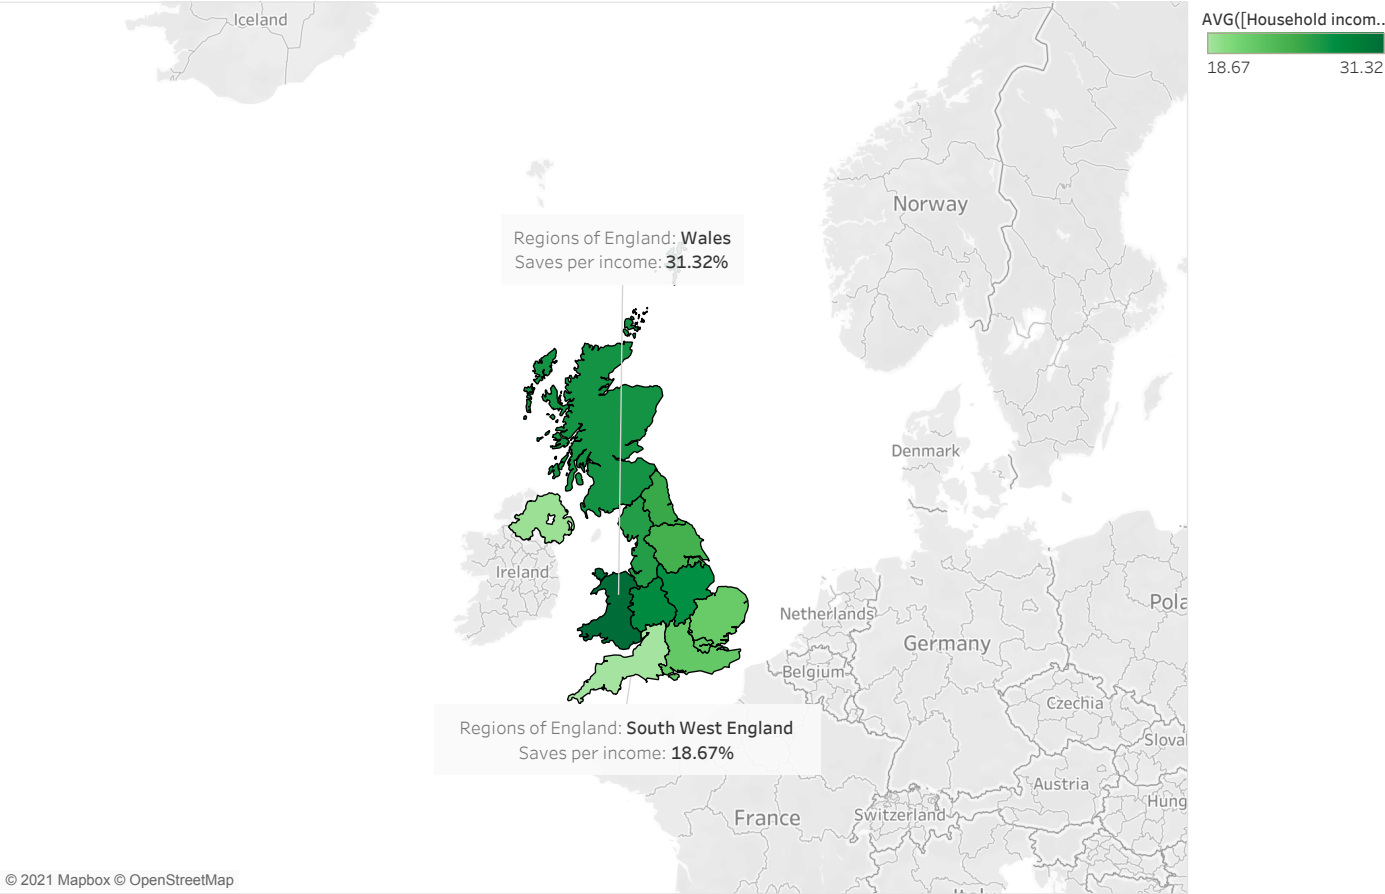 Iceland
AVG([Household incom..
18.67 31.32
Norway
Regions of England: Wales
Saves per income: 31.32%
Denmark
Ireland
Netherlands
Pola
Germany
Belgium
Czechia
Regions of England: South West England
Saves per income: 18.67%
Slova
Austria
Hung
France
Switzerland
© 2021 Mapbox © OpenStreetMap